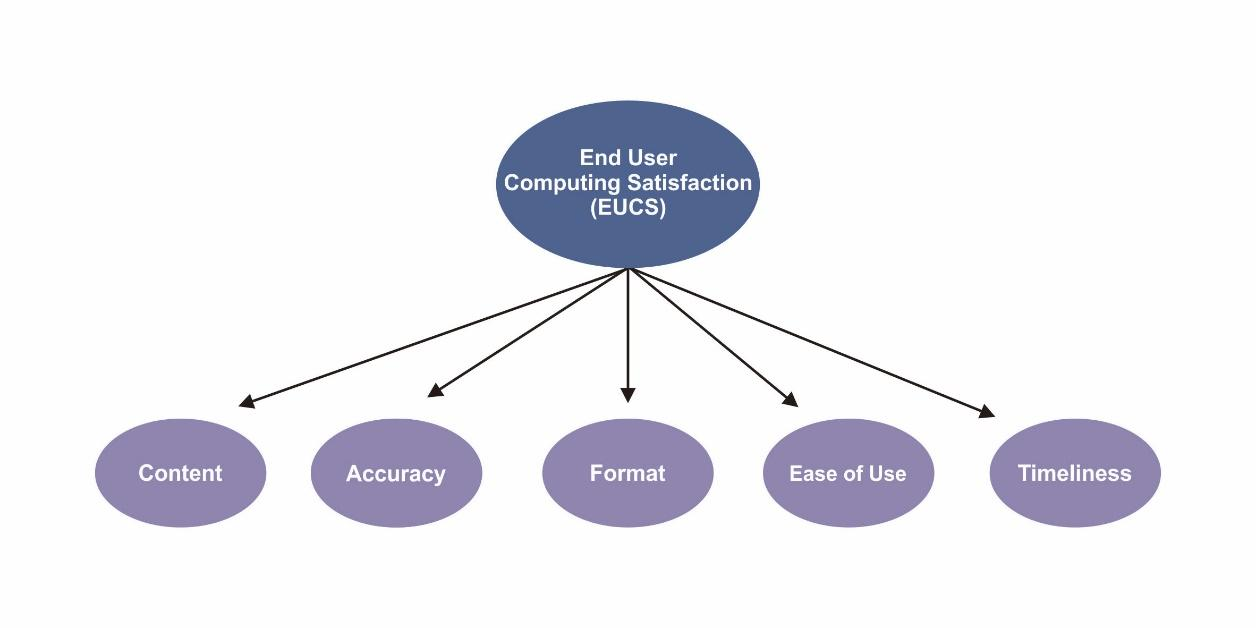 End User
Computing Satisfaction
(EUCS)
Content
Accuracy
Format
Ease of Use
Timeliness